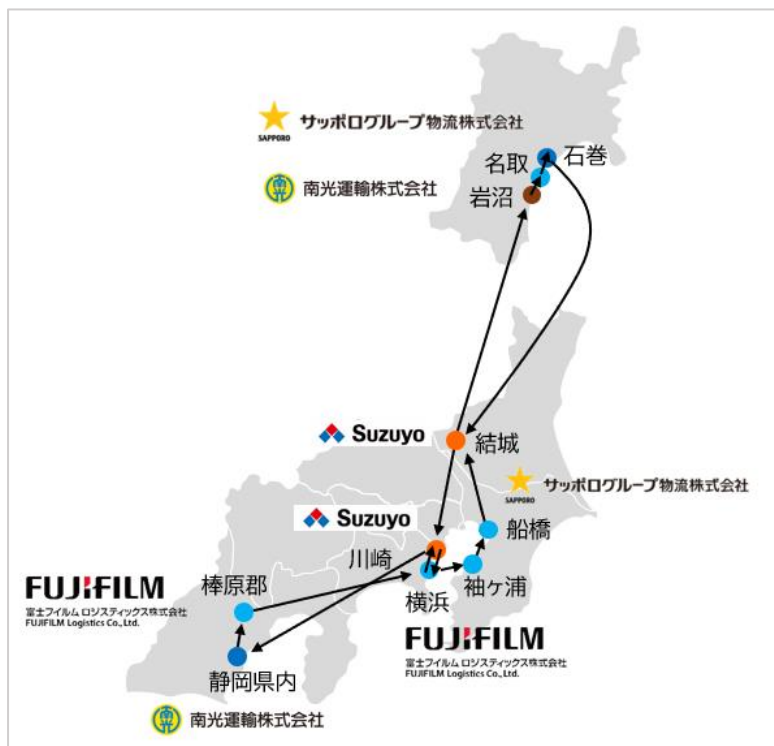 SAPPORO
サッポログループ物流株式会社
石巻
名取
南光
南光運輸株式会社
岩沼
Suzuyo
結城
SAPPORO
サッポログループ物流株式会社
Suzuyo
船橋
川崎
袖ヶ浦
横浜
FUJIFILM
富士フイルム ロジスティックス株式会社
FUJIFILM Logistics Co., Ltd.
榛原郡
FUJIFILM
富士フイルム ロジスティックス株式会社
FUJIFILM Logistics Co., Ltd.
静岡県内
南光
南光運輸株式会社